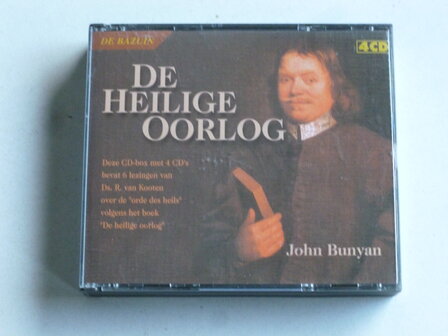 DE BAZUIN
4CD
DE
HEILIGE
OORLOG
Deze CD-box met 4 CD's
bevat 6 lezingen van
Ds. R. van Kooten
over de "orde des heils"
volgens het boek
"De heilige oorlog"
John Bunyan